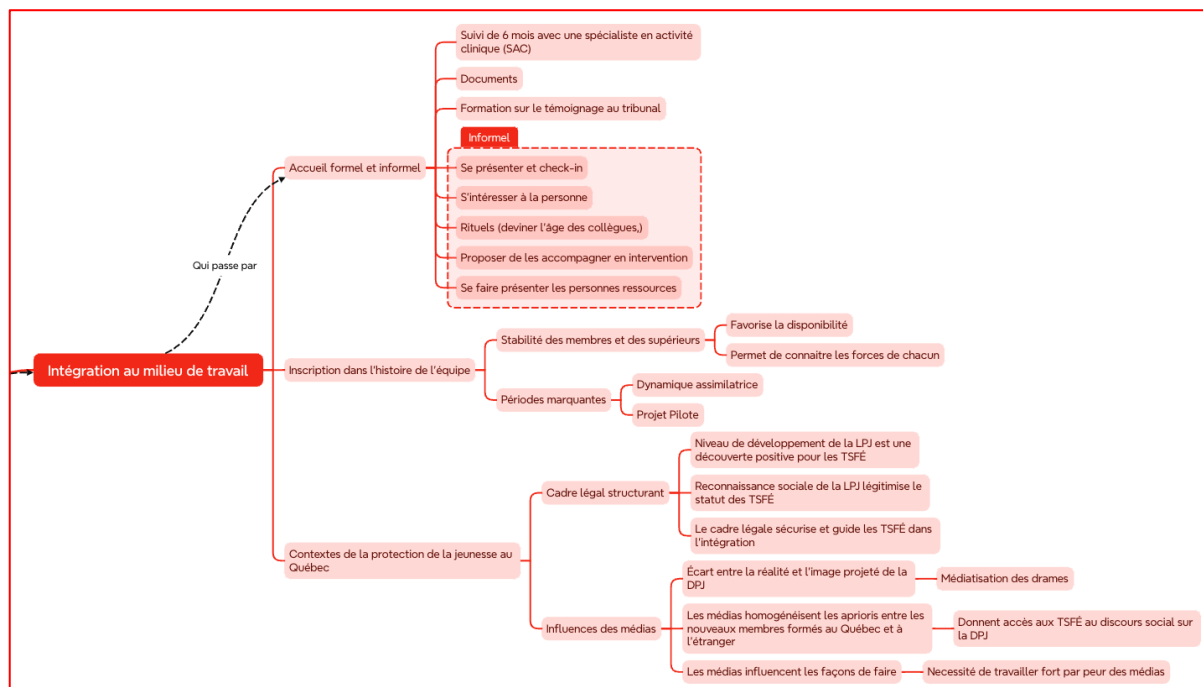 Suivi de 6 mois avec une spécialiste en activité
clinique (SAC)
Documents
Formation sur le témoignage au tribunal
Informel
Accueil formel et informel
Se présenter et check-in
S'intéresser à la personne
Rituels (deviner l'âge des collègues,)
Proposer de les accompagner en intervention
Se faire présenter les personnes ressources
Qui passe par
Intégration au milieu de travail
Inscription dans l'histoire de l'équipe
Stabilité des membres et des supérieurs
Favorise la disponibilité
Permet de connaitre les forces de chacun
Périodes marquantes
Dynamique assimilatrice
Projet Pilote
Contextes de la protection de la jeunesse au
Québec
Cadre légal structurant
Niveau de développement de la LPJ est une
découverte positive pour les TSFÉ
Reconnaissance sociale de la LPJ légitimise le
statut des TSFÉ
Le cadre légale sécurise et guide les TSFÉ dans
l'intégration
Influences des médias
Écart entre la réalité et l'image projeté de la
DPJ
Médiatisation des drames
Les médias homogénéisent les aprioris entre les
nouveaux membres formés au Québec et à
l'étranger
Donnent accès aux TSFÉ au discours social sur
la DPJ
Les médias influencent les façons de faire
Necessité de travailler fort par peur des médias